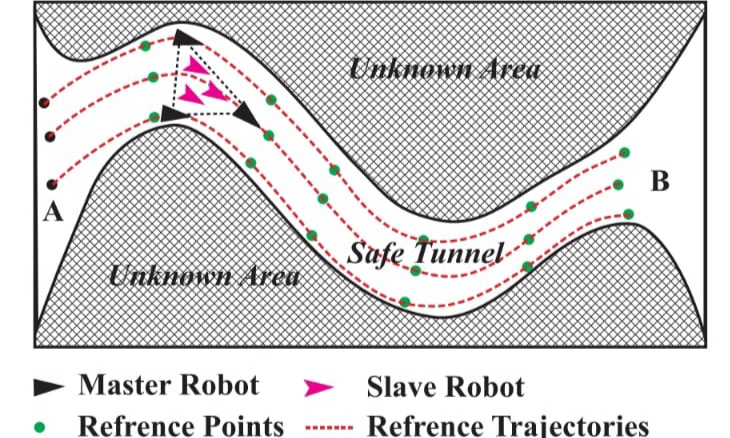 Unknown Area
B
A
Safe Tunnel
Unknown Area
Master Robot
Slave Robot
Refrence Points
Refrence Trajectories